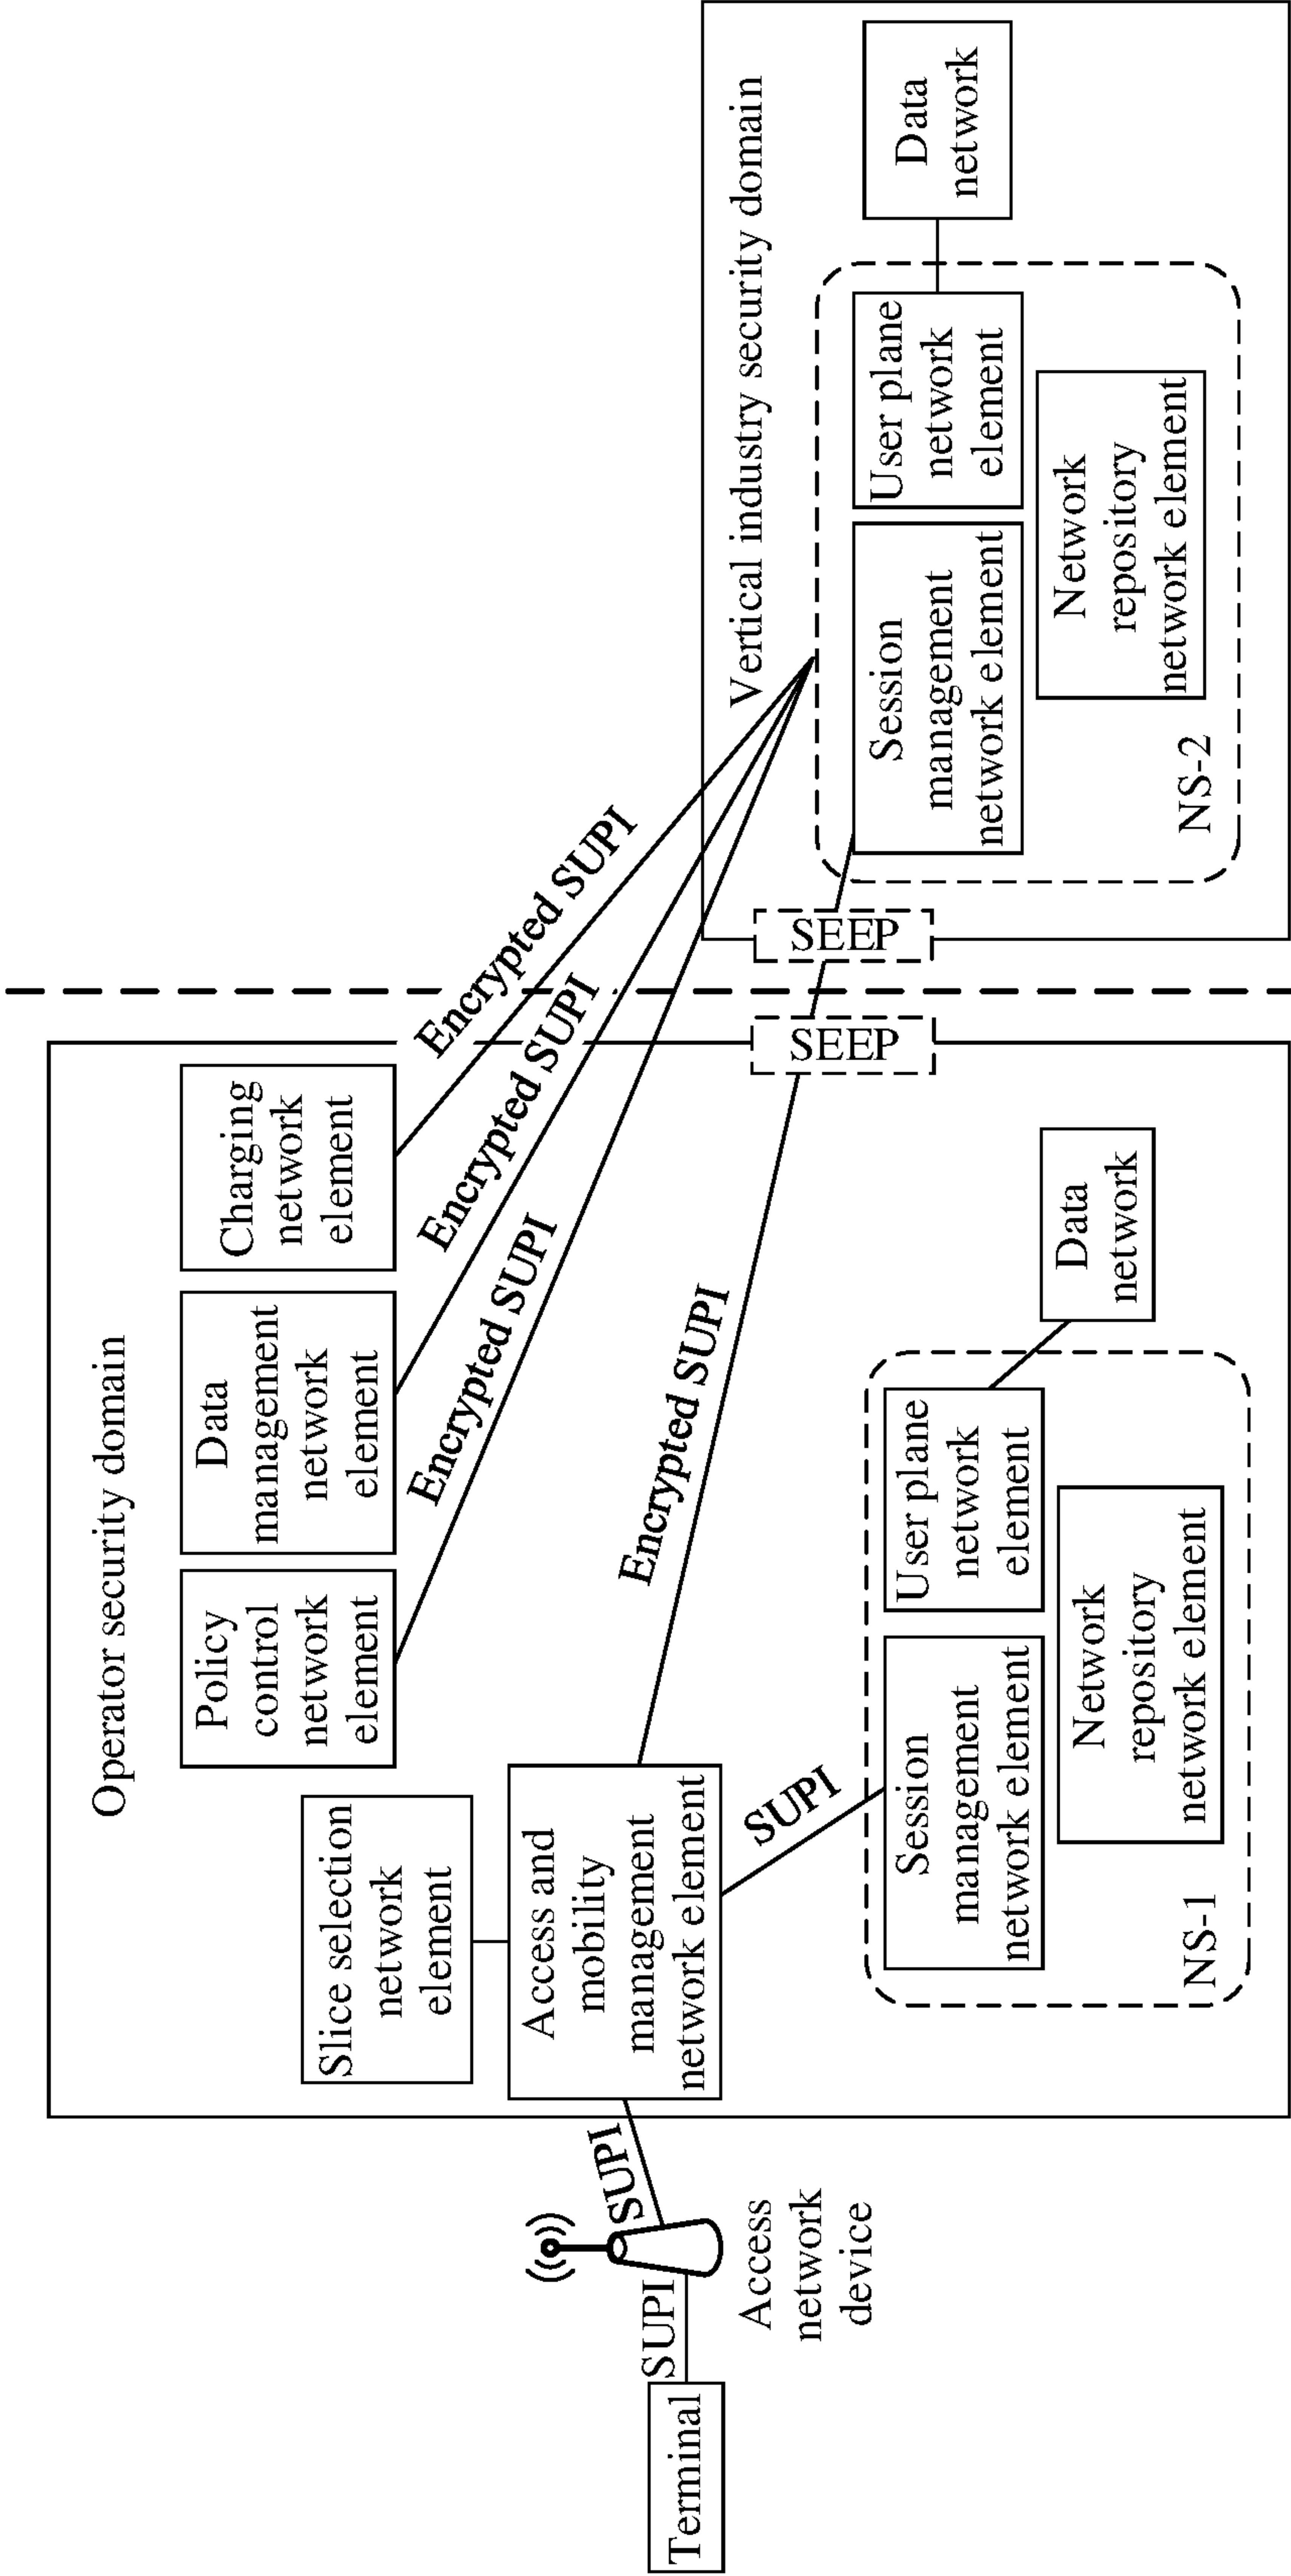 Operator security domain
Policy
control
network
element
Data
management
network
element
Charging
network
element
Slice selection
network
element
Access and
mobility
management
network element
Terminal
SUPI
SUPI
Access
network
device
SUPI
Encrypted SUPI
Encrypted SUPI
Encrypted SUPI
Encrypted SUPI
Session
management
network element
User plane
network
element
Network
repository
network element
NS-1
Data
network
SEEP
SEEP
Vertical industry security domain
Session
management
network element
User plane
network
element
Network
repository
network element
NS-2
Data
network